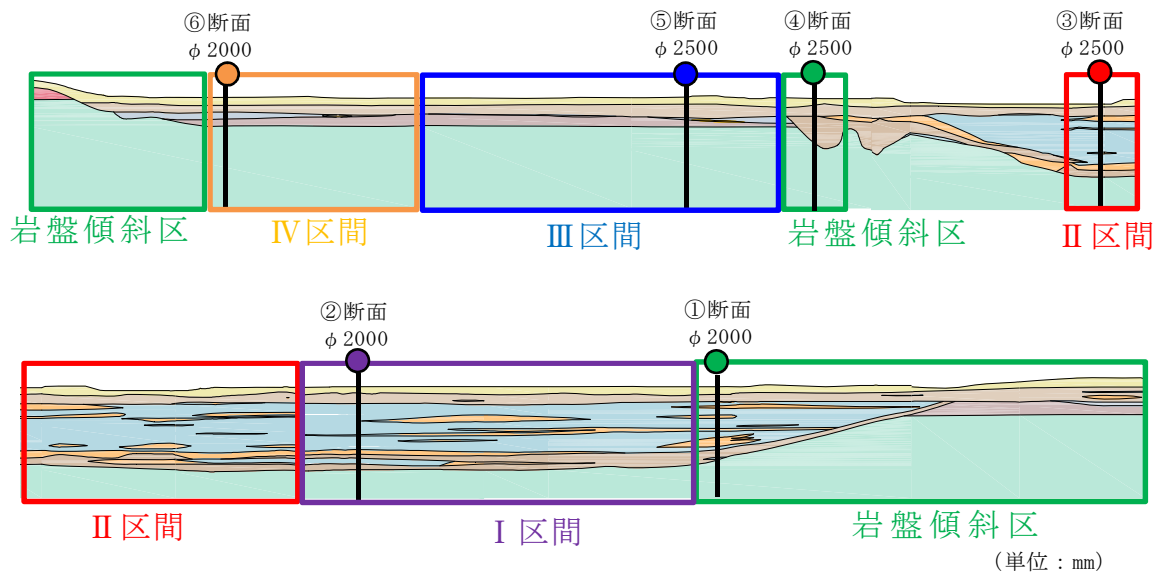 ⑥断面
φ2000
⑤断面
φ2500
④断面
φ2500
③断面
φ2500
岩盤傾斜区
Ⅳ区間
Ⅲ区間
岩盤傾斜区
Ⅱ区間
②断面
φ2000
①断面
φ2000
Ⅱ区間
Ⅰ区間
岩盤傾斜区
(単位：mm)